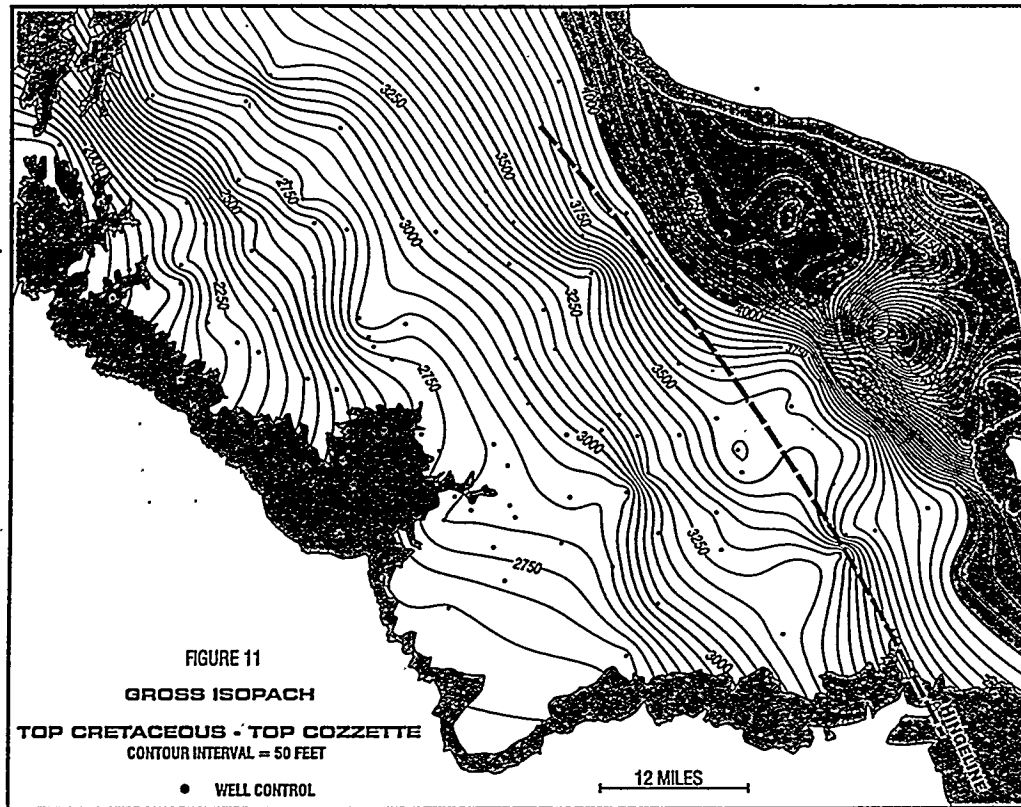 3250
4000
2000
3500
2750
2500
3750
3000
2250
3250
4000
3500
2750
3000
3250
2750
3000
HINGELINE
FIGURE 11
GROSS ISOPACH
TOP CRETACEOUS - TOP COZZETTE
CONTOUR INTERVAL = 50 FEET
• WELL CONTROL
12 MILES